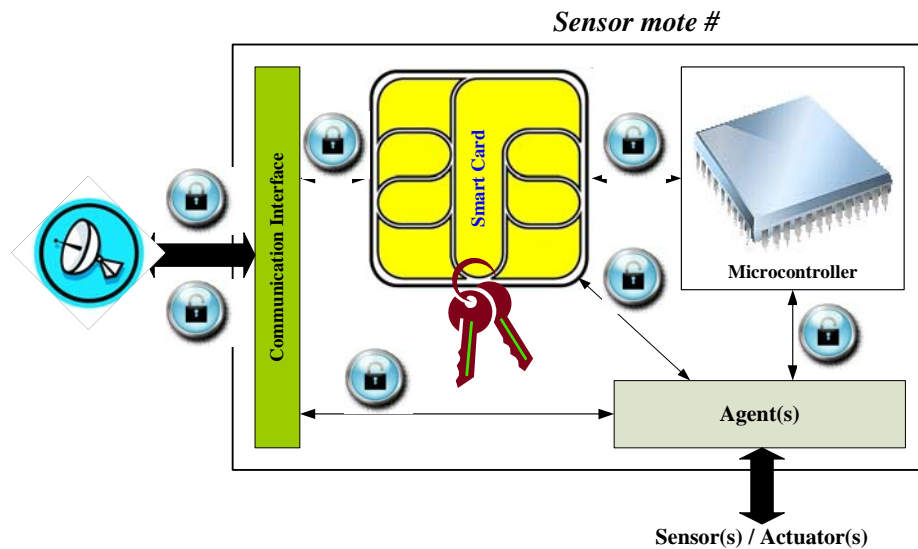 Sensor mote #
Communication Interface
Smart Card
Microcontroller
Agent(s)
Sensor(s) / Actuator(s)